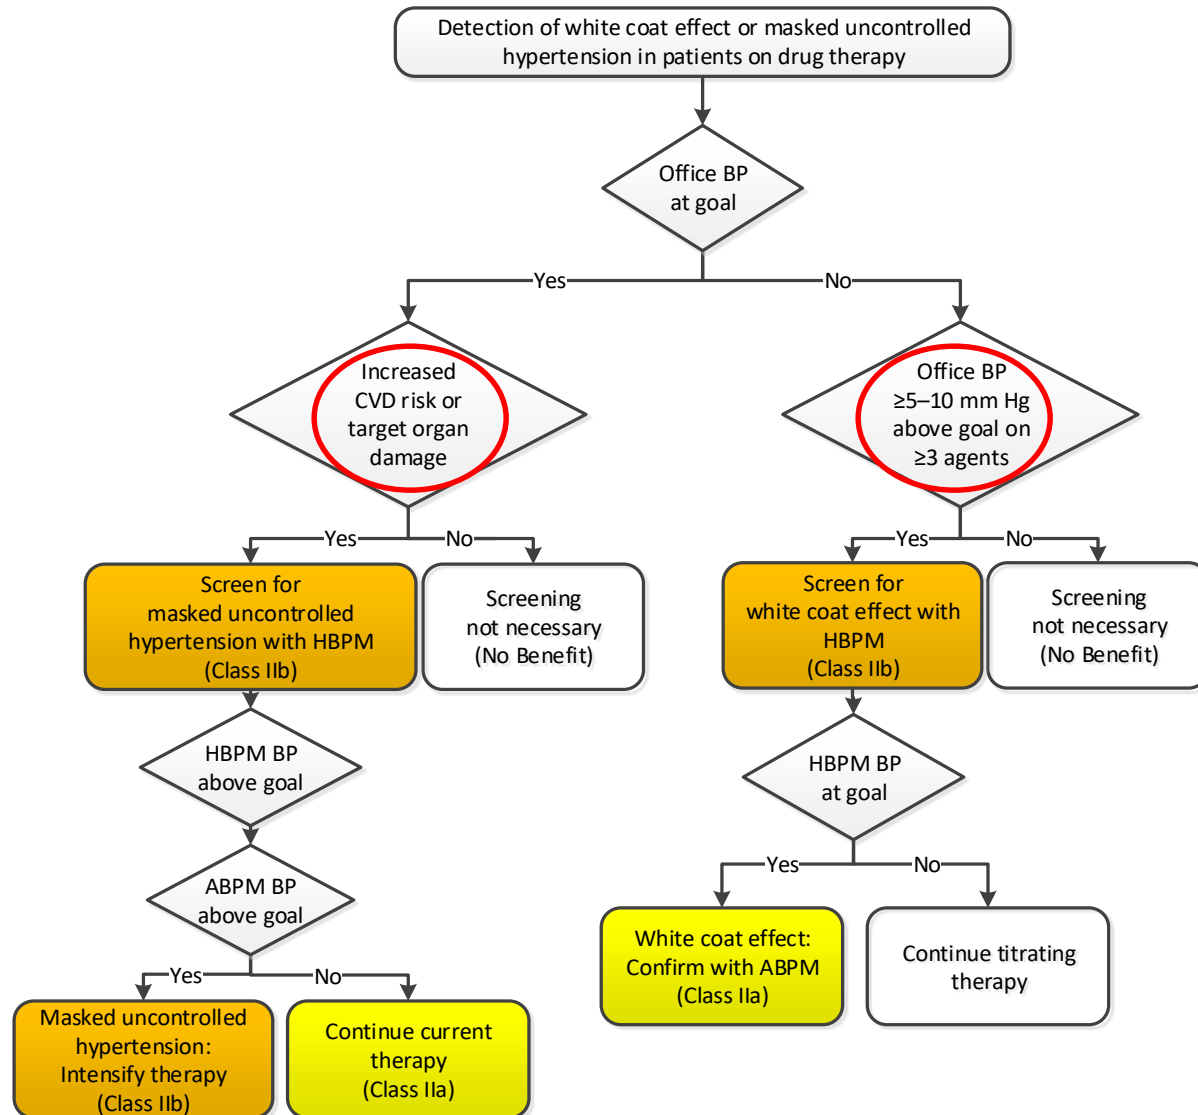 Detection of white coat effect or masked uncontrolled
hypertension in patients on drug therapy
Office BP
at goal
Yes
No
Increased
CVD risk or
target organ
damage
Office BP
≥5–10 mm Hg
above goal on
≥3 agents
Yes
No
Yes
No
Screen for
masked uncontrolled
hypertension with HBPM
(Class IIb)
Screening
not necessary
(No Benefit)
Screen for
white coat effect with
HBPM
(Class IIb)
Screening
not necessary
(No Benefit)
HBPM BP
above goal
HBPM BP
at goal
ABPM BP
above goal
Yes
No
Yes
No
White coat effect:
Confirm with ABPM
(Class IIa)
Continue titrating
therapy
Masked uncontrolled
hypertension:
Intensify therapy
(Class IIb)
Continue current
therapy
(Class IIa)